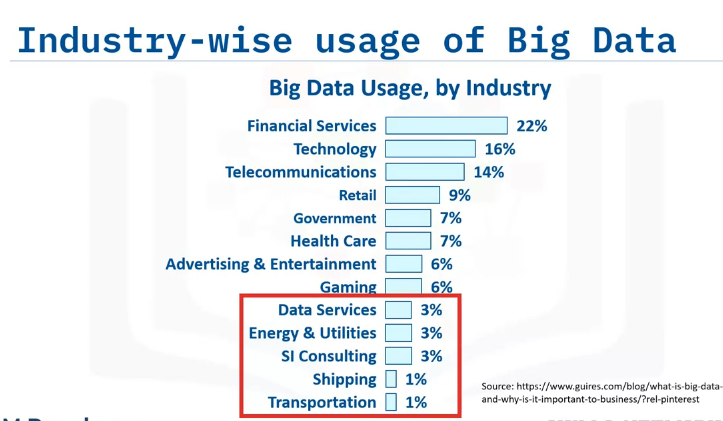 Industry-wise usage of Big Data
Big Data Usage, by Industry
Financial Services 22%
Technology 16%
Telecommunications 14%
Retail 9%
Government 7%
Health Care 7%
Advertising & Entertainment 6%
Gaming 6%
Data Services 3%
Energy & Utilities 3%
SI Consulting 3%
Shipping 1%
Transportation 1%
Source: https://www.guires.com/blog/what-is-big-data-
and-why-is-it-important-to-business/?rel-pinterest